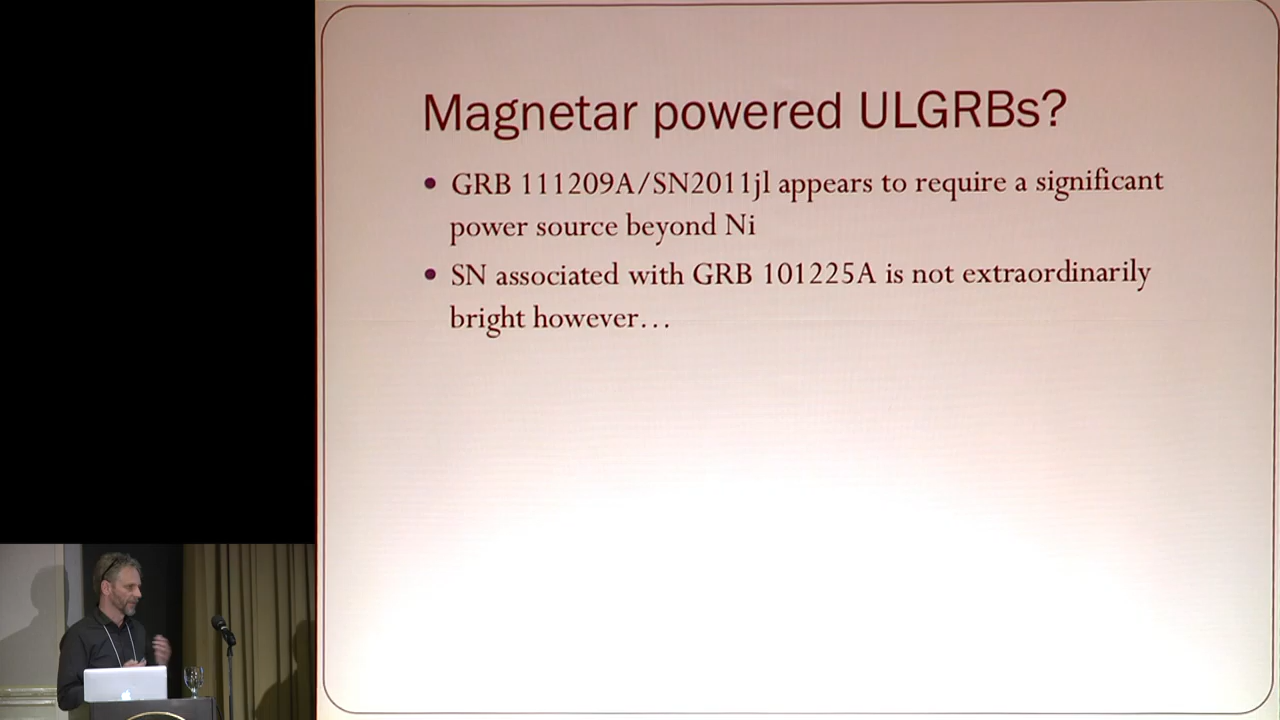 Magnetar powered ULGRBs?
• GRB 111209A/SN2011jl appears to require a significant
power source beyond Ni
• SN associated with GRB 101225A is not extraordinarily
bright however…